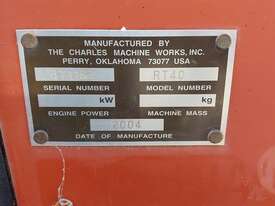 MANUFACTURED BY
THE CHARLES MACHINE WORKS, INC.
PERRY, OKLAHOMA 73077 USA
RT40
SERIAL NUMBER MODEL NUMBER
kW kg
ENGINE POWER MACHINE MASS
2004
DATE OF MANUFACTURE